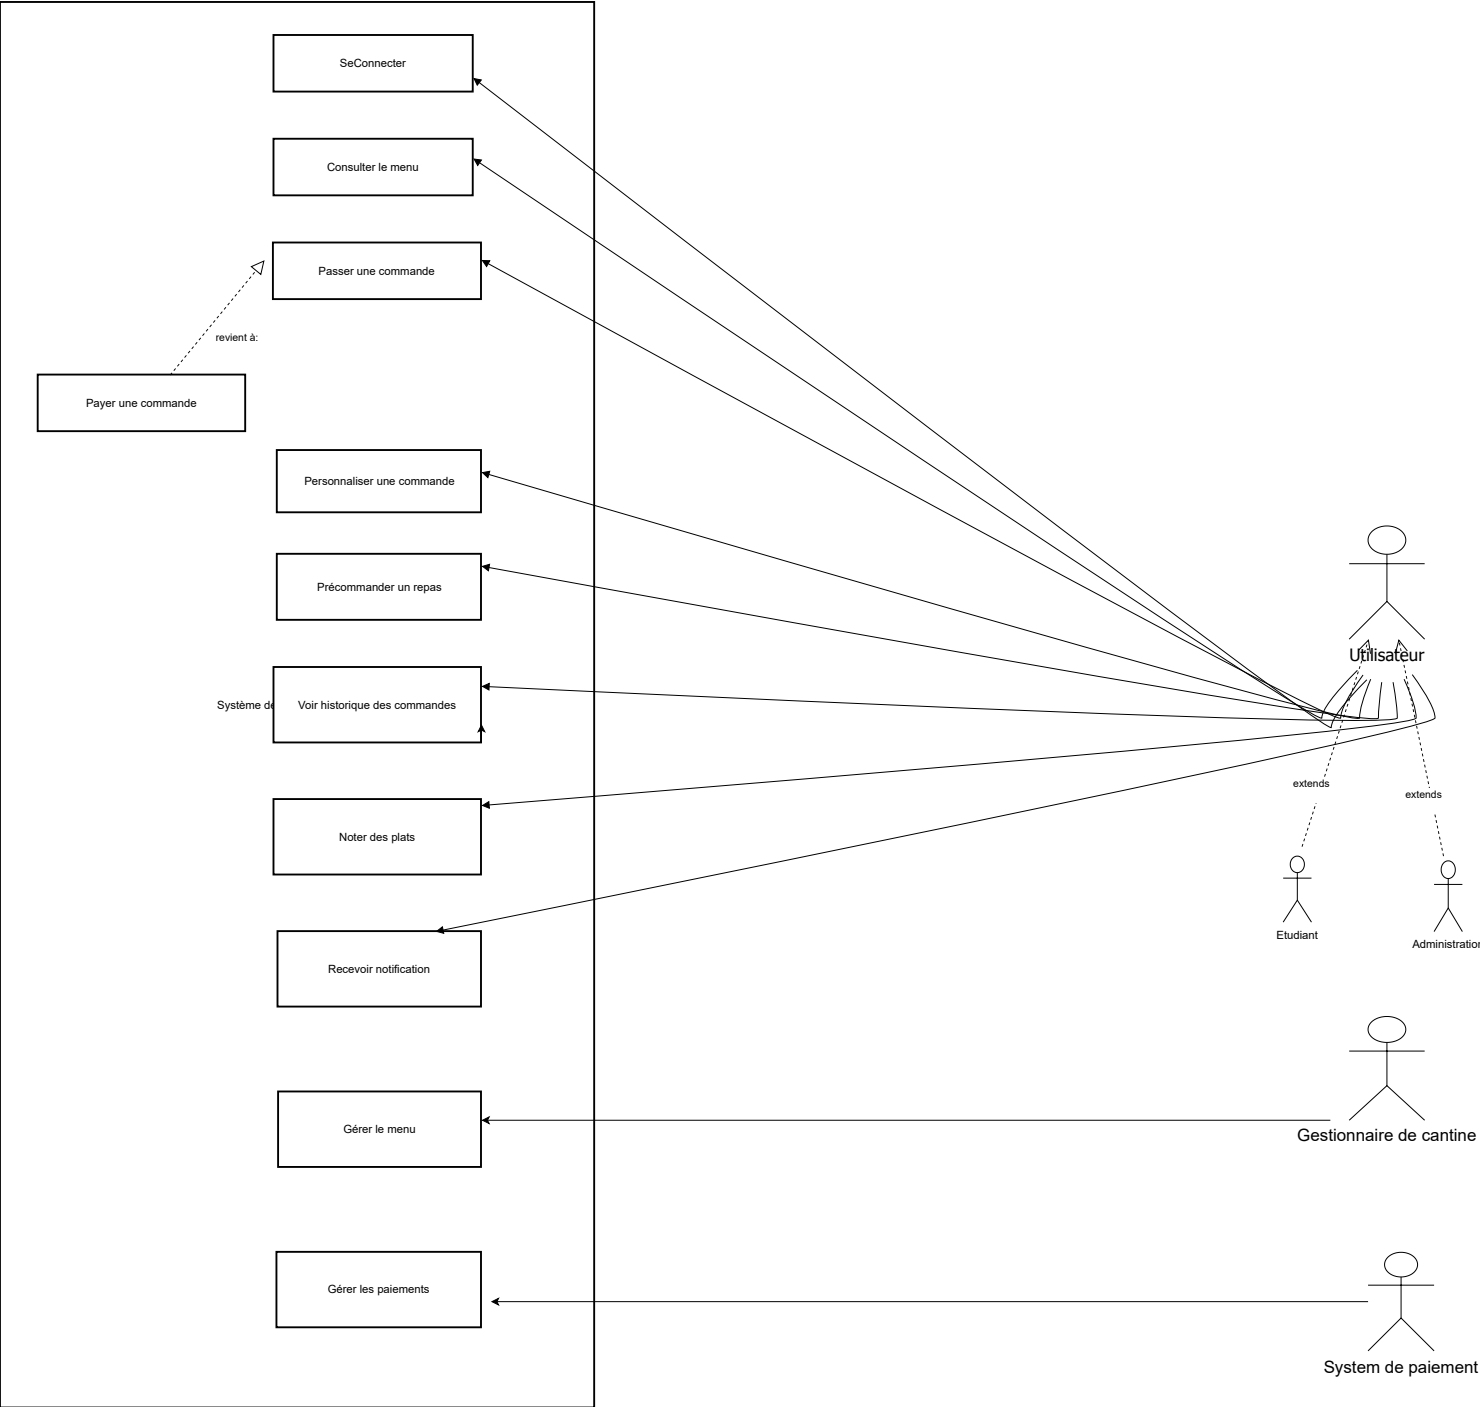 SeConnecter
Consulter le menu
Passer une commande
revient à:
Payer une commande
Personnaliser une commande
Précommander un repas
Utilisateur
Système de
Voir historique des commandes
extends
extends
Noter des plats
Etudiant
Administration
Recevoir notification
Gérer le menu
Gestionnaire de cantine
Gérer les paiements
System de paiement